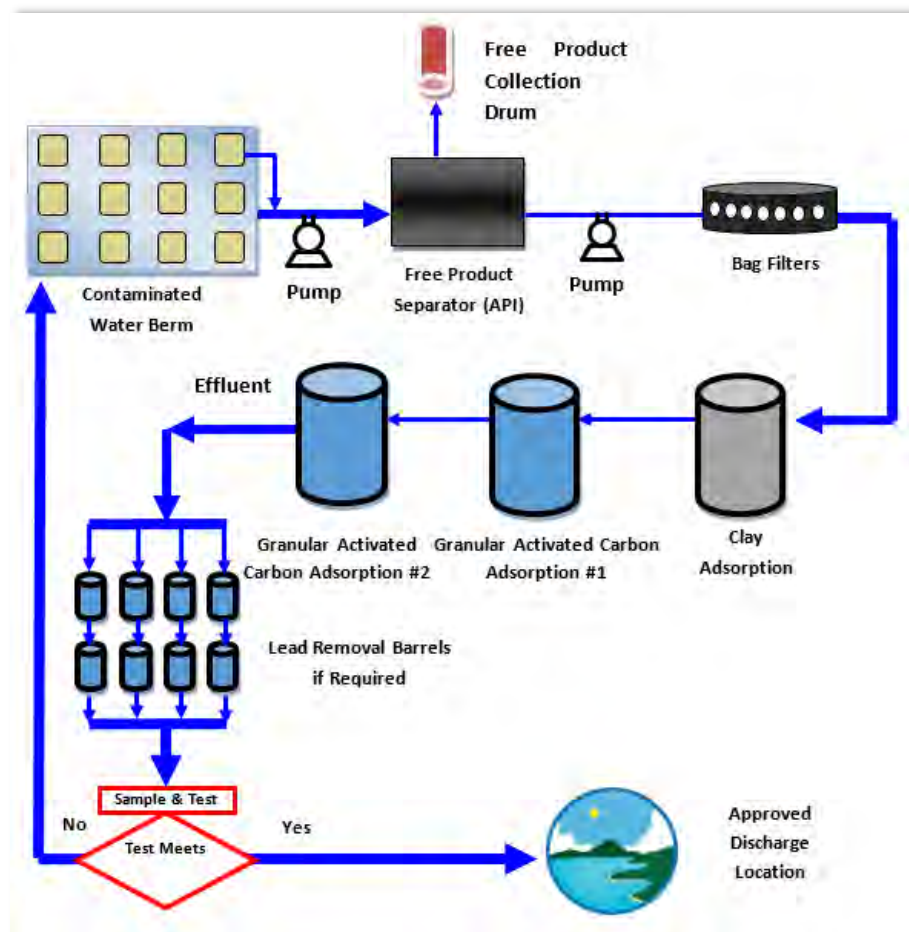 Free Product
Collection
Drum
Contaminated
Water Berm
Pump
Free Product
Separator (API)
Pump
Bag Filters
Effluent
Granular Activated
Carbon Adsorption #2
Granular Activated Carbon
Adsorption #1
Clay
Adsorption
Lead Removal Barrels
if Required
Sample & Test
No
Test Meets
Yes
Approved
Discharge
Location